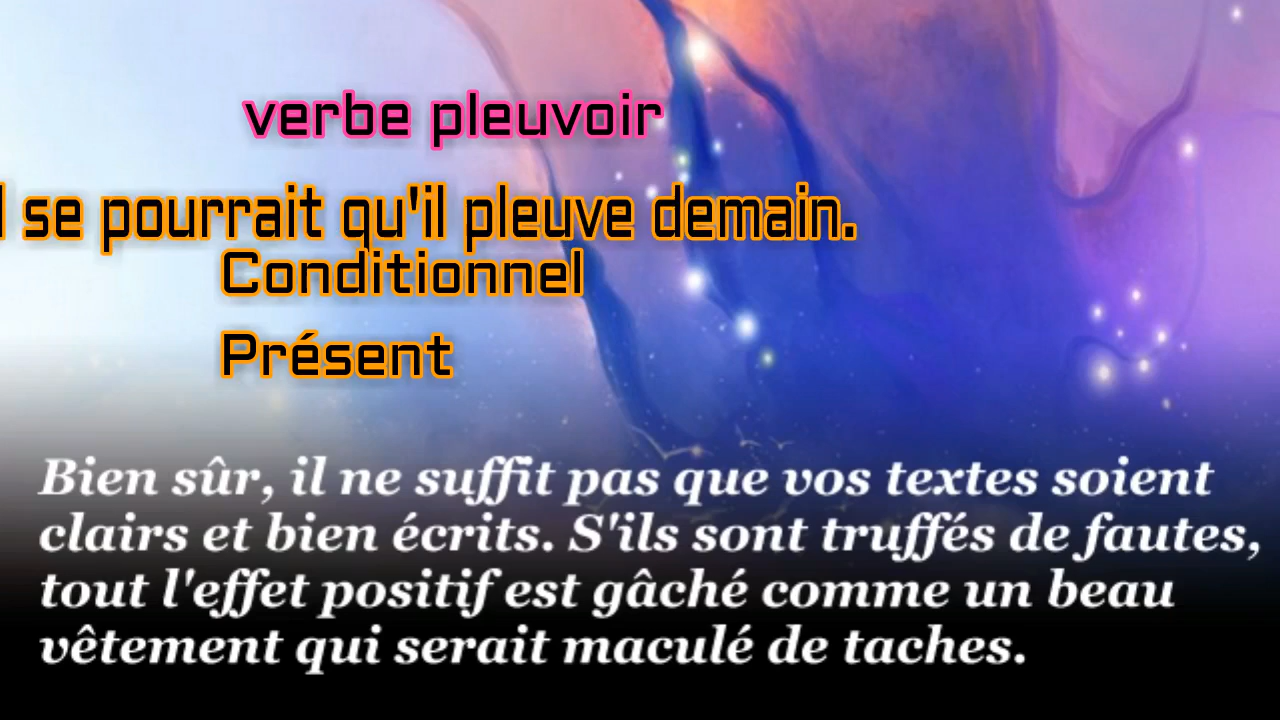 verbe pleuvoir
l se pourrait qu'il pleuve demain.
Conditionnel
Présent
Bien sûr, il ne suffit pas que vos textes soient
clairs et bien écrits. S'ils sont truffés de fautes,
tout l'effet positif est gâché comme un beau
vêtement qui serait maculé de taches.